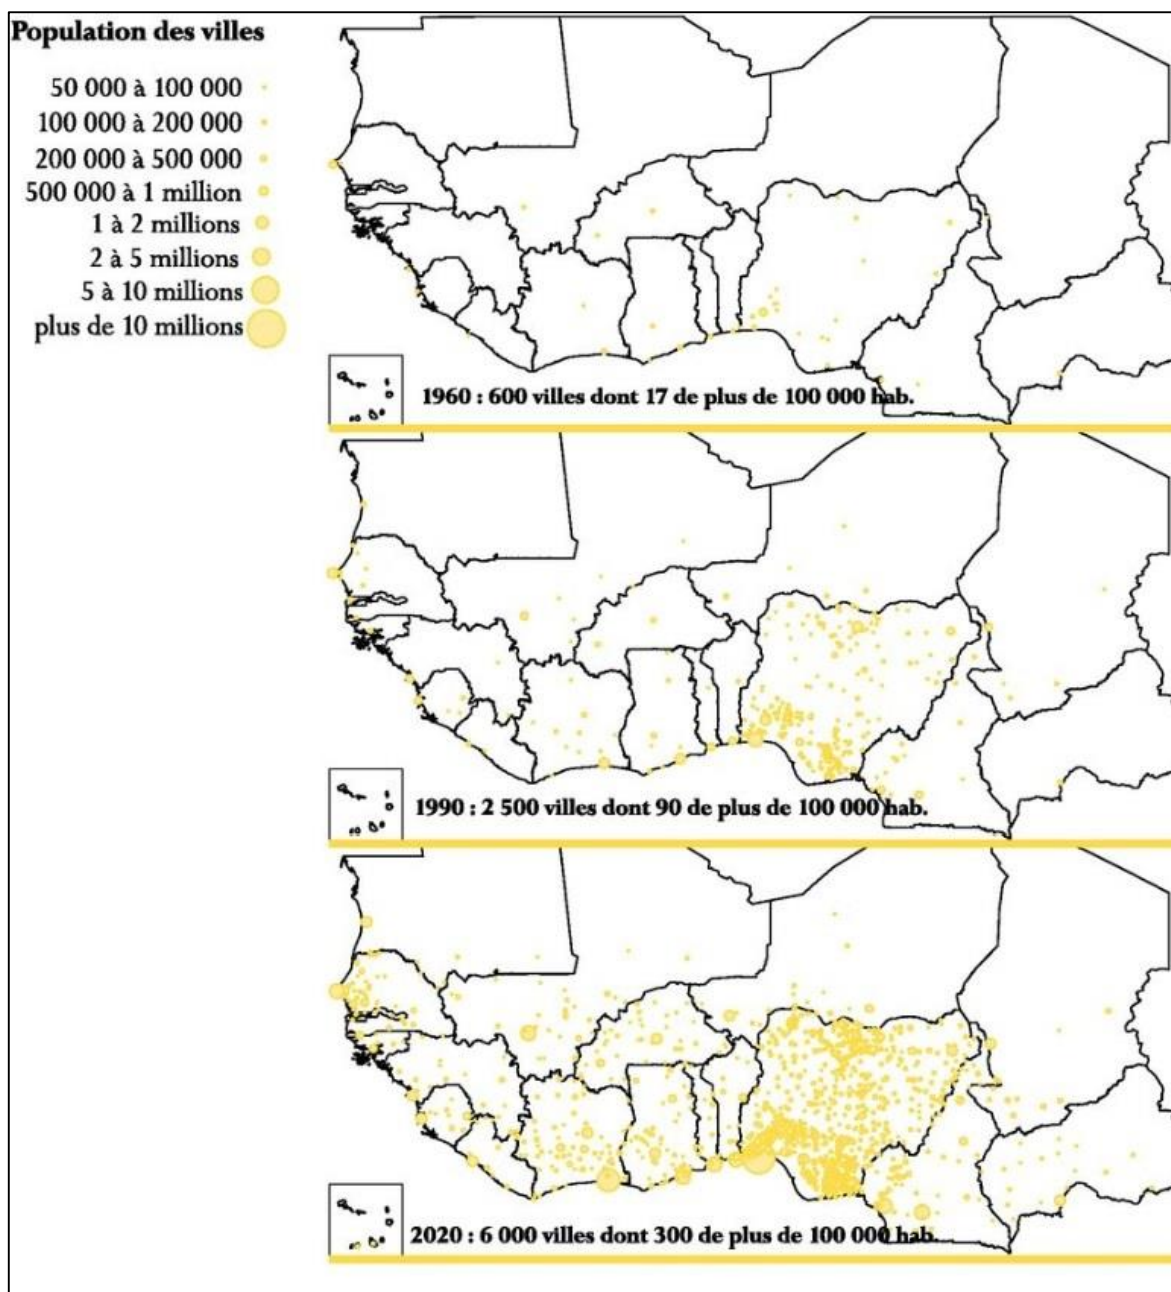 Population des villes
50 000 à 100 000
100 000 à 200 000
200 000 à 500 000
500 000 à 1 million
1 à 2 millions
2 à 5 millions
5 à 10 millions
plus de 10 millions
1960 : 600 villes dont 17 de plus de 100 000 hab.
1990 : 2 500 villes dont 90 de plus de 100 000 hab.
2020 : 6 000 villes dont 300 de plus de 100 000 hab.